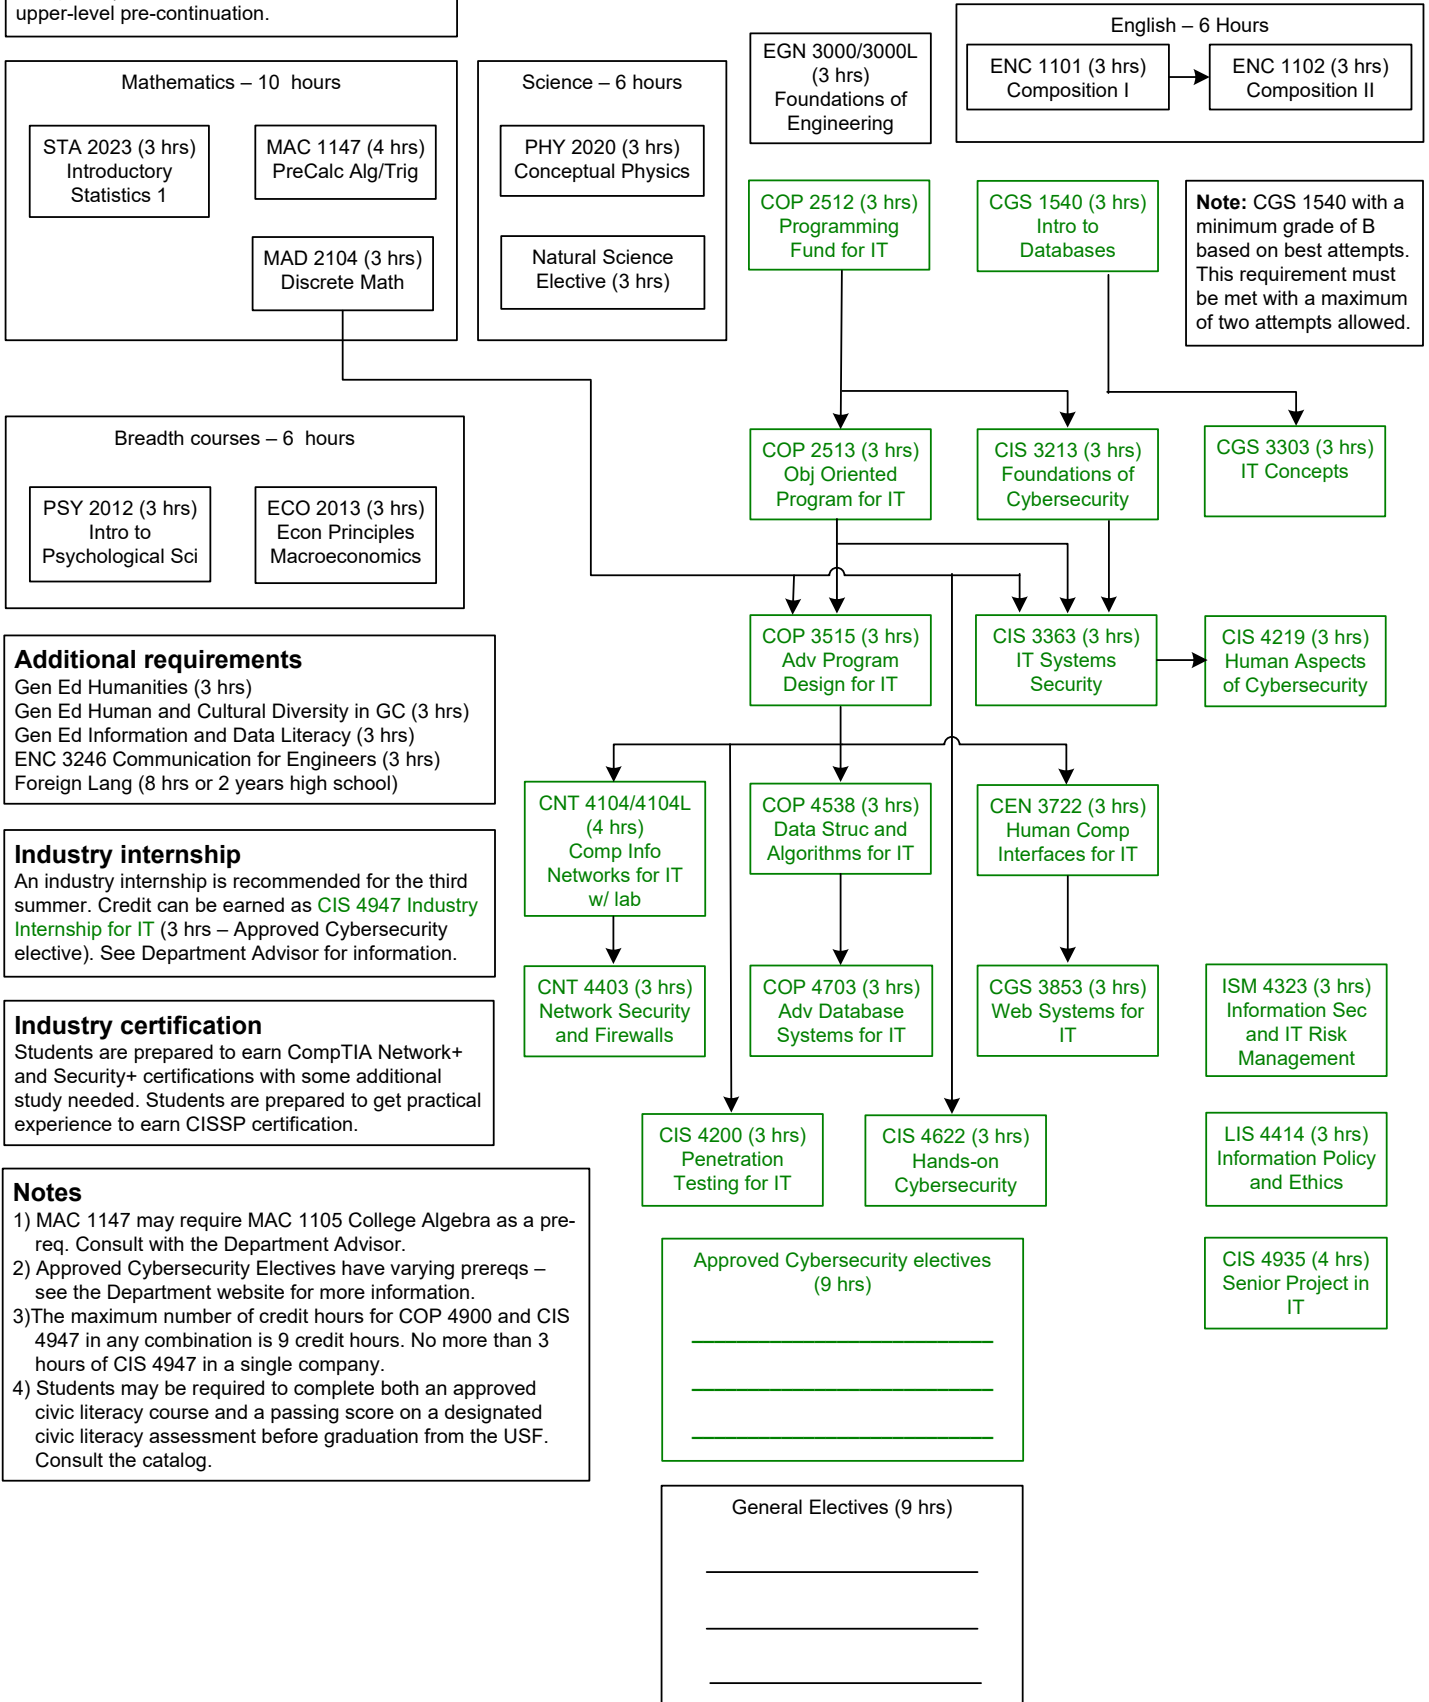 upper-level pre-continuation.
English – 6 Hours
ENC 1101 (3 hrs)
Composition I
ENC 1102 (3 hrs)
Composition II
EGN 3000/3000L
(3 hrs)
Foundations of
Engineering
Mathematics – 10 hours
STA 2023 (3 hrs)
Introductory
Statistics 1
MAC 1147 (4 hrs)
PreCalc Alg/Trig
MAD 2104 (3 hrs)
Discrete Math
Science – 6 hours
PHY 2020 (3 hrs)
Conceptual Physics
Natural Science
Elective (3 hrs)
COP 2512 (3 hrs)
Programming
Fund for IT
CGS 1540 (3 hrs)
Intro to
Databases
Note: CGS 1540 with a
minimum grade of B
based on best attempts.
This requirement must
be met with a maximum
of two attempts allowed.
Breadth courses – 6 hours
PSY 2012 (3 hrs)
Intro to
Psychological Sci
ECO 2013 (3 hrs)
Econ Principles
Macroeconomics
COP 2513 (3 hrs)
Obj Oriented
Program for IT
CIS 3213 (3 hrs)
Foundations of
Cybersecurity
CGS 3303 (3 hrs)
IT Concepts
COP 3515 (3 hrs)
Adv Program
Design for IT
CIS 3363 (3 hrs)
IT Systems
Security
CIS 4219 (3 hrs)
Human Aspects
of Cybersecurity
Additional requirements
Gen Ed Humanities (3 hrs)
Gen Ed Human and Cultural Diversity in GC (3 hrs)
Gen Ed Information and Data Literacy (3 hrs)
ENC 3246 Communication for Engineers (3 hrs)
Foreign Lang (8 hrs or 2 years high school)
CNT 4104/4104L
(4 hrs)
Comp Info
Networks for IT
w/ lab
COP 4538 (3 hrs)
Data Struc and
Algorithms for IT
CEN 3722 (3 hrs)
Human Comp
Interfaces for IT
Industry internship
An industry internship is recommended for the third
summer. Credit can be earned as CIS 4947 Industry
Internship for IT (3 hrs – Approved Cybersecurity
elective). See Department Advisor for information.
CNT 4403 (3 hrs)
Network Security
and Firewalls
COP 4703 (3 hrs)
Adv Database
Systems for IT
CGS 3853 (3 hrs)
Web Systems for
IT
ISM 4323 (3 hrs)
Information Sec
and IT Risk
Management
Industry certification
Students are prepared to earn CompTIA Network+
and Security+ certifications with some additional
study needed. Students are prepared to get practical
experience to earn CISSP certification.
CIS 4200 (3 hrs)
Penetration
Testing for IT
CIS 4622 (3 hrs)
Hands-on
Cybersecurity
LIS 4414 (3 hrs)
Information Policy
and Ethics
Notes
1) MAC 1147 may require MAC 1105 College Algebra as a pre-
req. Consult with the Department Advisor.
2) Approved Cybersecurity Electives have varying prereqs –
see the Department website for more information.
3)The maximum number of credit hours for COP 4900 and CIS
4947 in any combination is 9 credit hours. No more than 3
hours of CIS 4947 in a single company.
4) Students may be required to complete both an approved
civic literacy course and a passing score on a designated
civic literacy assessment before graduation from the USF.
Consult the catalog.
Approved Cybersecurity electives
(9 hrs)
CIS 4935 (4 hrs)
Senior Project in
IT
General Electives (9 hrs)